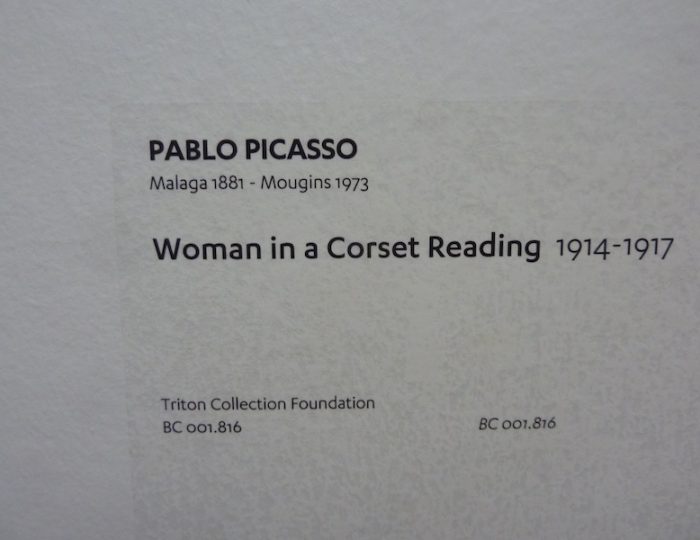 PABLO PICASSO
Malaga 1881 - Mougins 1973
Woman in a Corset Reading 1914-1917
Triton Collection Foundation
BC 001.816
BC 001.816